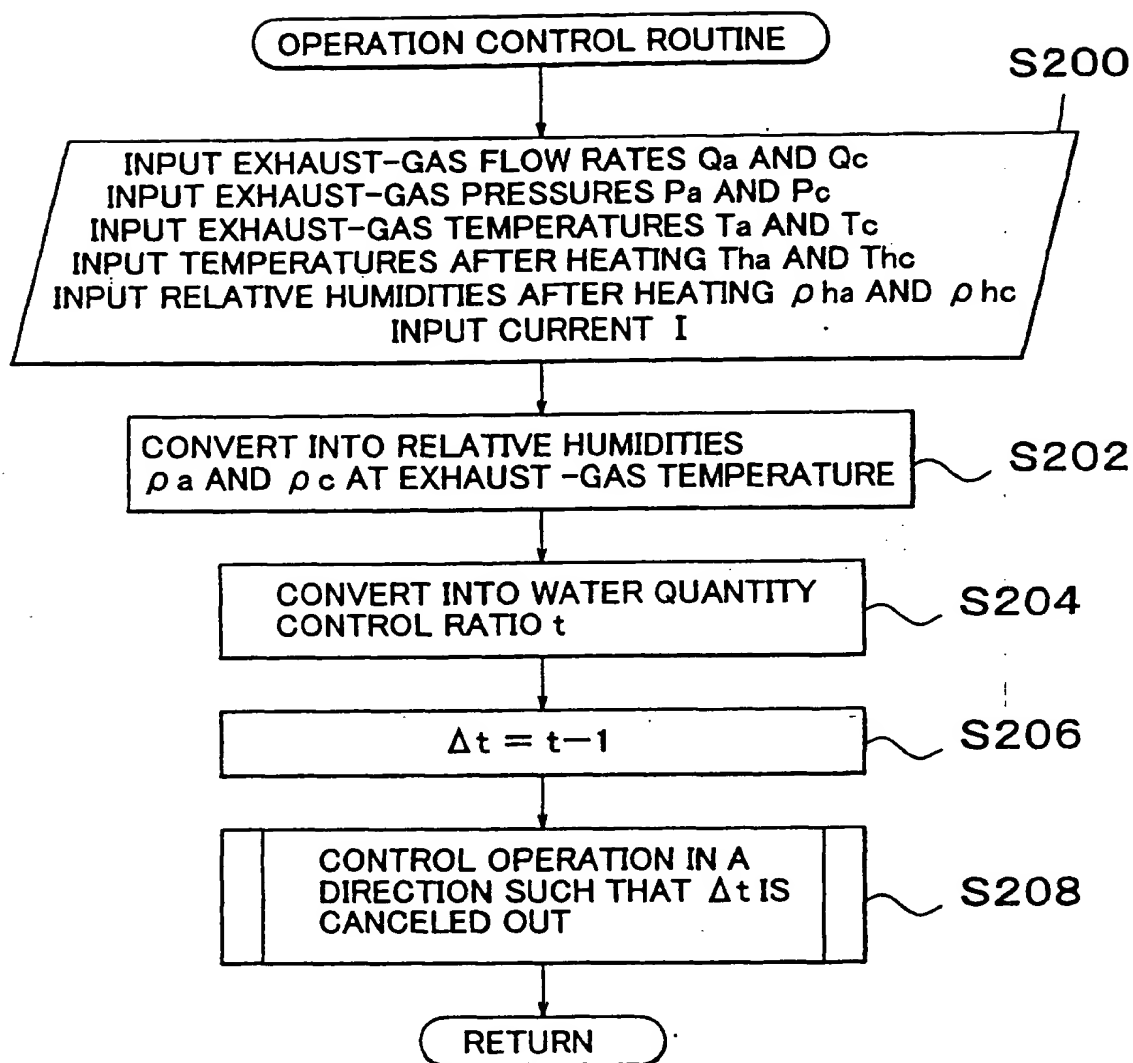 OPERATION CONTROL ROUTINE
S200
INPUT EXHAUST-GAS FLOW RATES Qa AND Qc
INPUT EXHAUST-GAS PRESSURES Pa AND Pc
INPUT EXHAUST-GAS TEMPERATURES Ta AND Tc
INPUT TEMPERATURES AFTER HEATING Tha AND Thc
INPUT RELATIVE HUMIDITIES AFTER HEATING ρha AND ρhc
INPUT CURRENT I
CONVERT INTO RELATIVE HUMIDITIES
ρa AND ρc AT EXHAUST -GAS TEMPERATURE
S202
CONVERT INTO WATER QUANTITY
CONTROL RATIO t
S204
Δt = t-1
S206
CONTROL OPERATION IN A
DIRECTION SUCH THAT Δt IS
CANCELED OUT
S208
RETURN